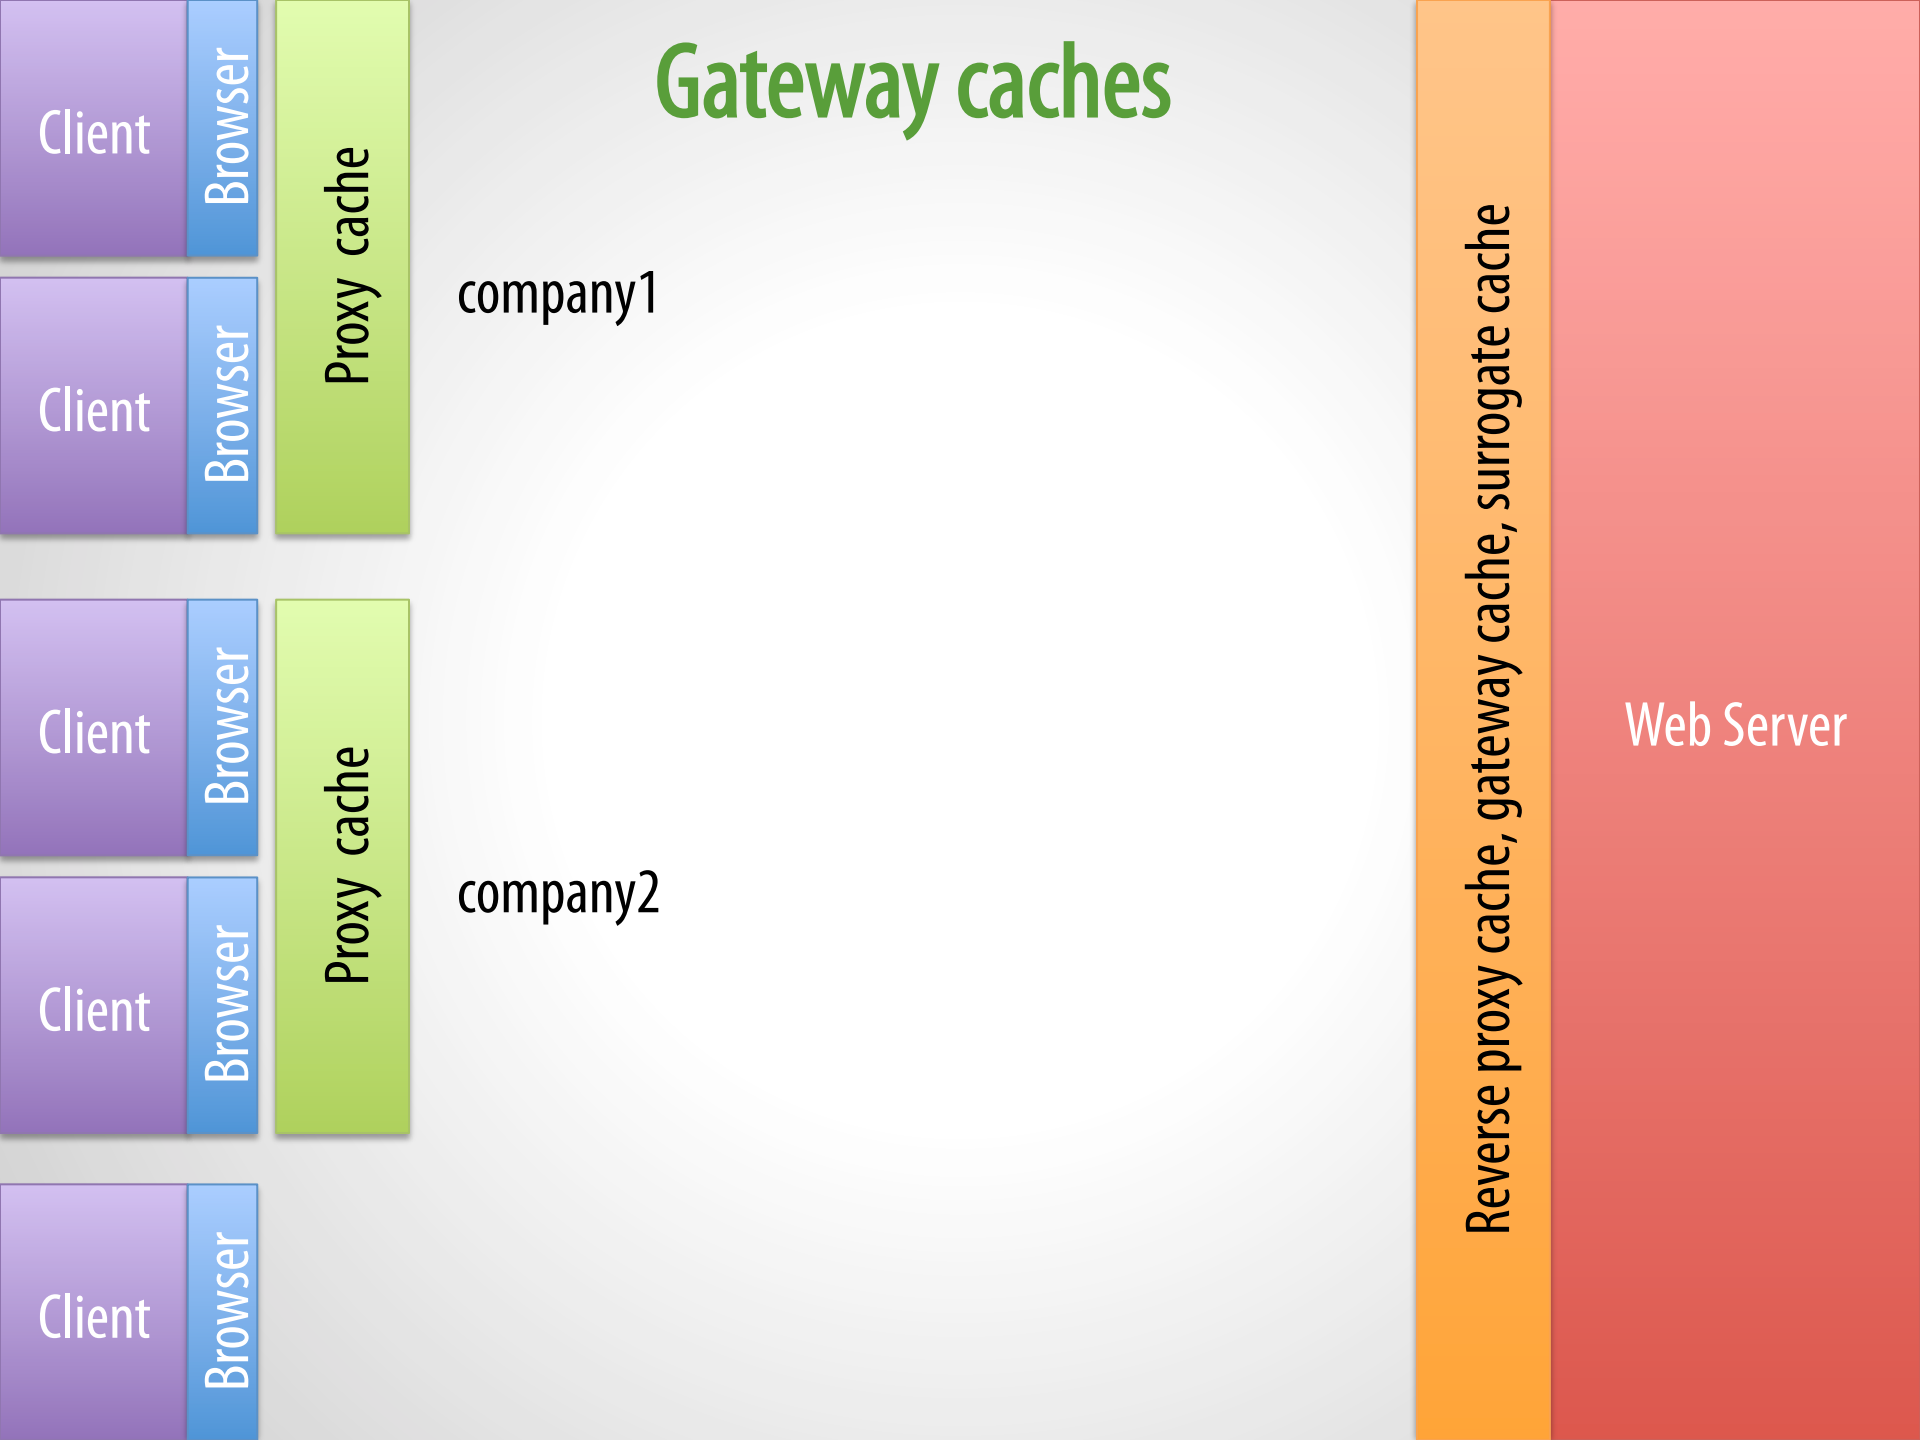 Gateway caches
Client
Browser
Client
Browser
Proxy cache
company1
Client
Browser
Client
Browser
Proxy cache
company2
Client
Browser
Reverse proxy cache, gateway cache, surrogate cache
Web Server